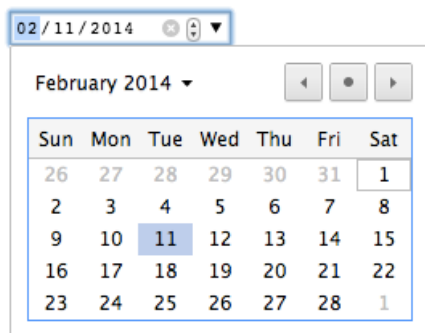 02/11/2014
February 2014
Sun Mon Tue Wed Thu Fri Sat
26 27 28 29 30 31 1
2 3 4 5 6 7 8
9 10 11 12 13 14 15
16 17 18 19 20 21 22
23 24 25 26 27 28 1